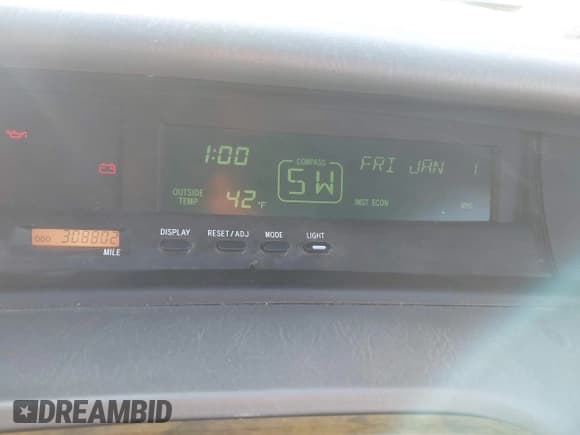 1:00
COMPASS
SW
FRI JAN 1
OUTSIDE
TEMP
42°F
INST ECON
MPG
ODO 308802
MILE
DISPLAY
RESET/ADJ
MODE
LIGHT
DREAMBID